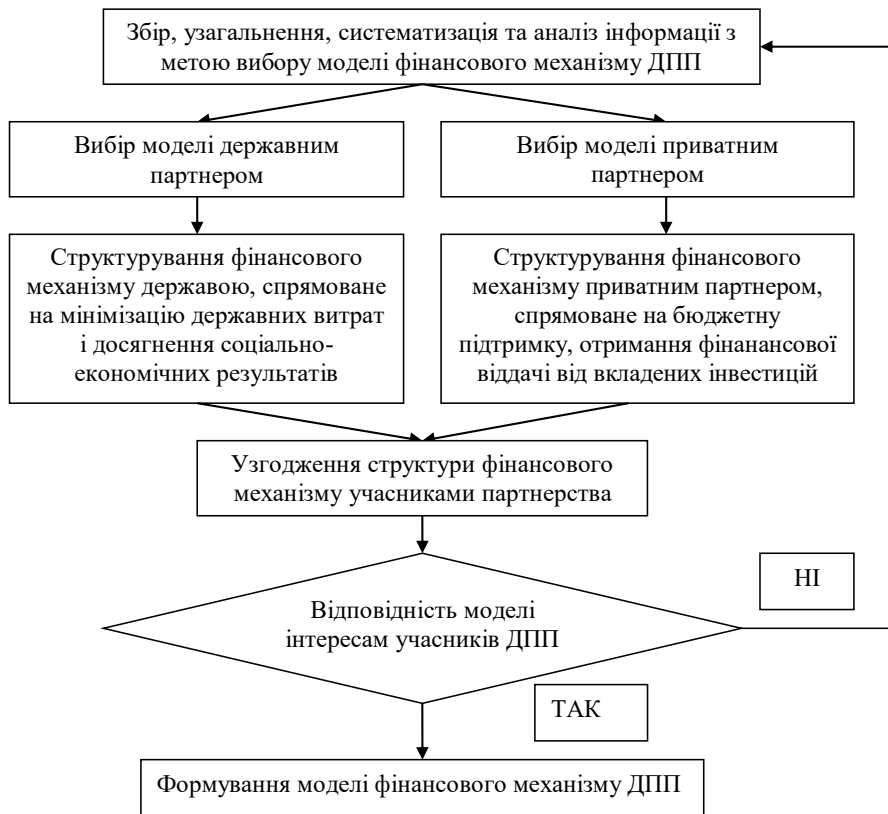 Збір, узагальнення, систематизація та аналіз інформації з
метою вибору моделі фінансового механізму ДПП
Вибір моделі державним
партнером
Вибір моделі приватним
партнером
Структурування фінансового
механізму державою, спрямоване
на мінімізацію державних витрат
і досягнення соціально-
економічних результатів
Структурування фінансового
механізму приватним партнером,
спрямоване на бюджетну
підтримку, отримання фінанансової
віддачі від вкладених інвестицій
Узгодження структури фінансового
механізму учасниками партнерства
Відповідність моделі
інтересам учасників ДПП
НІ
ТАК
Формування моделі фінансового механізму ДПП